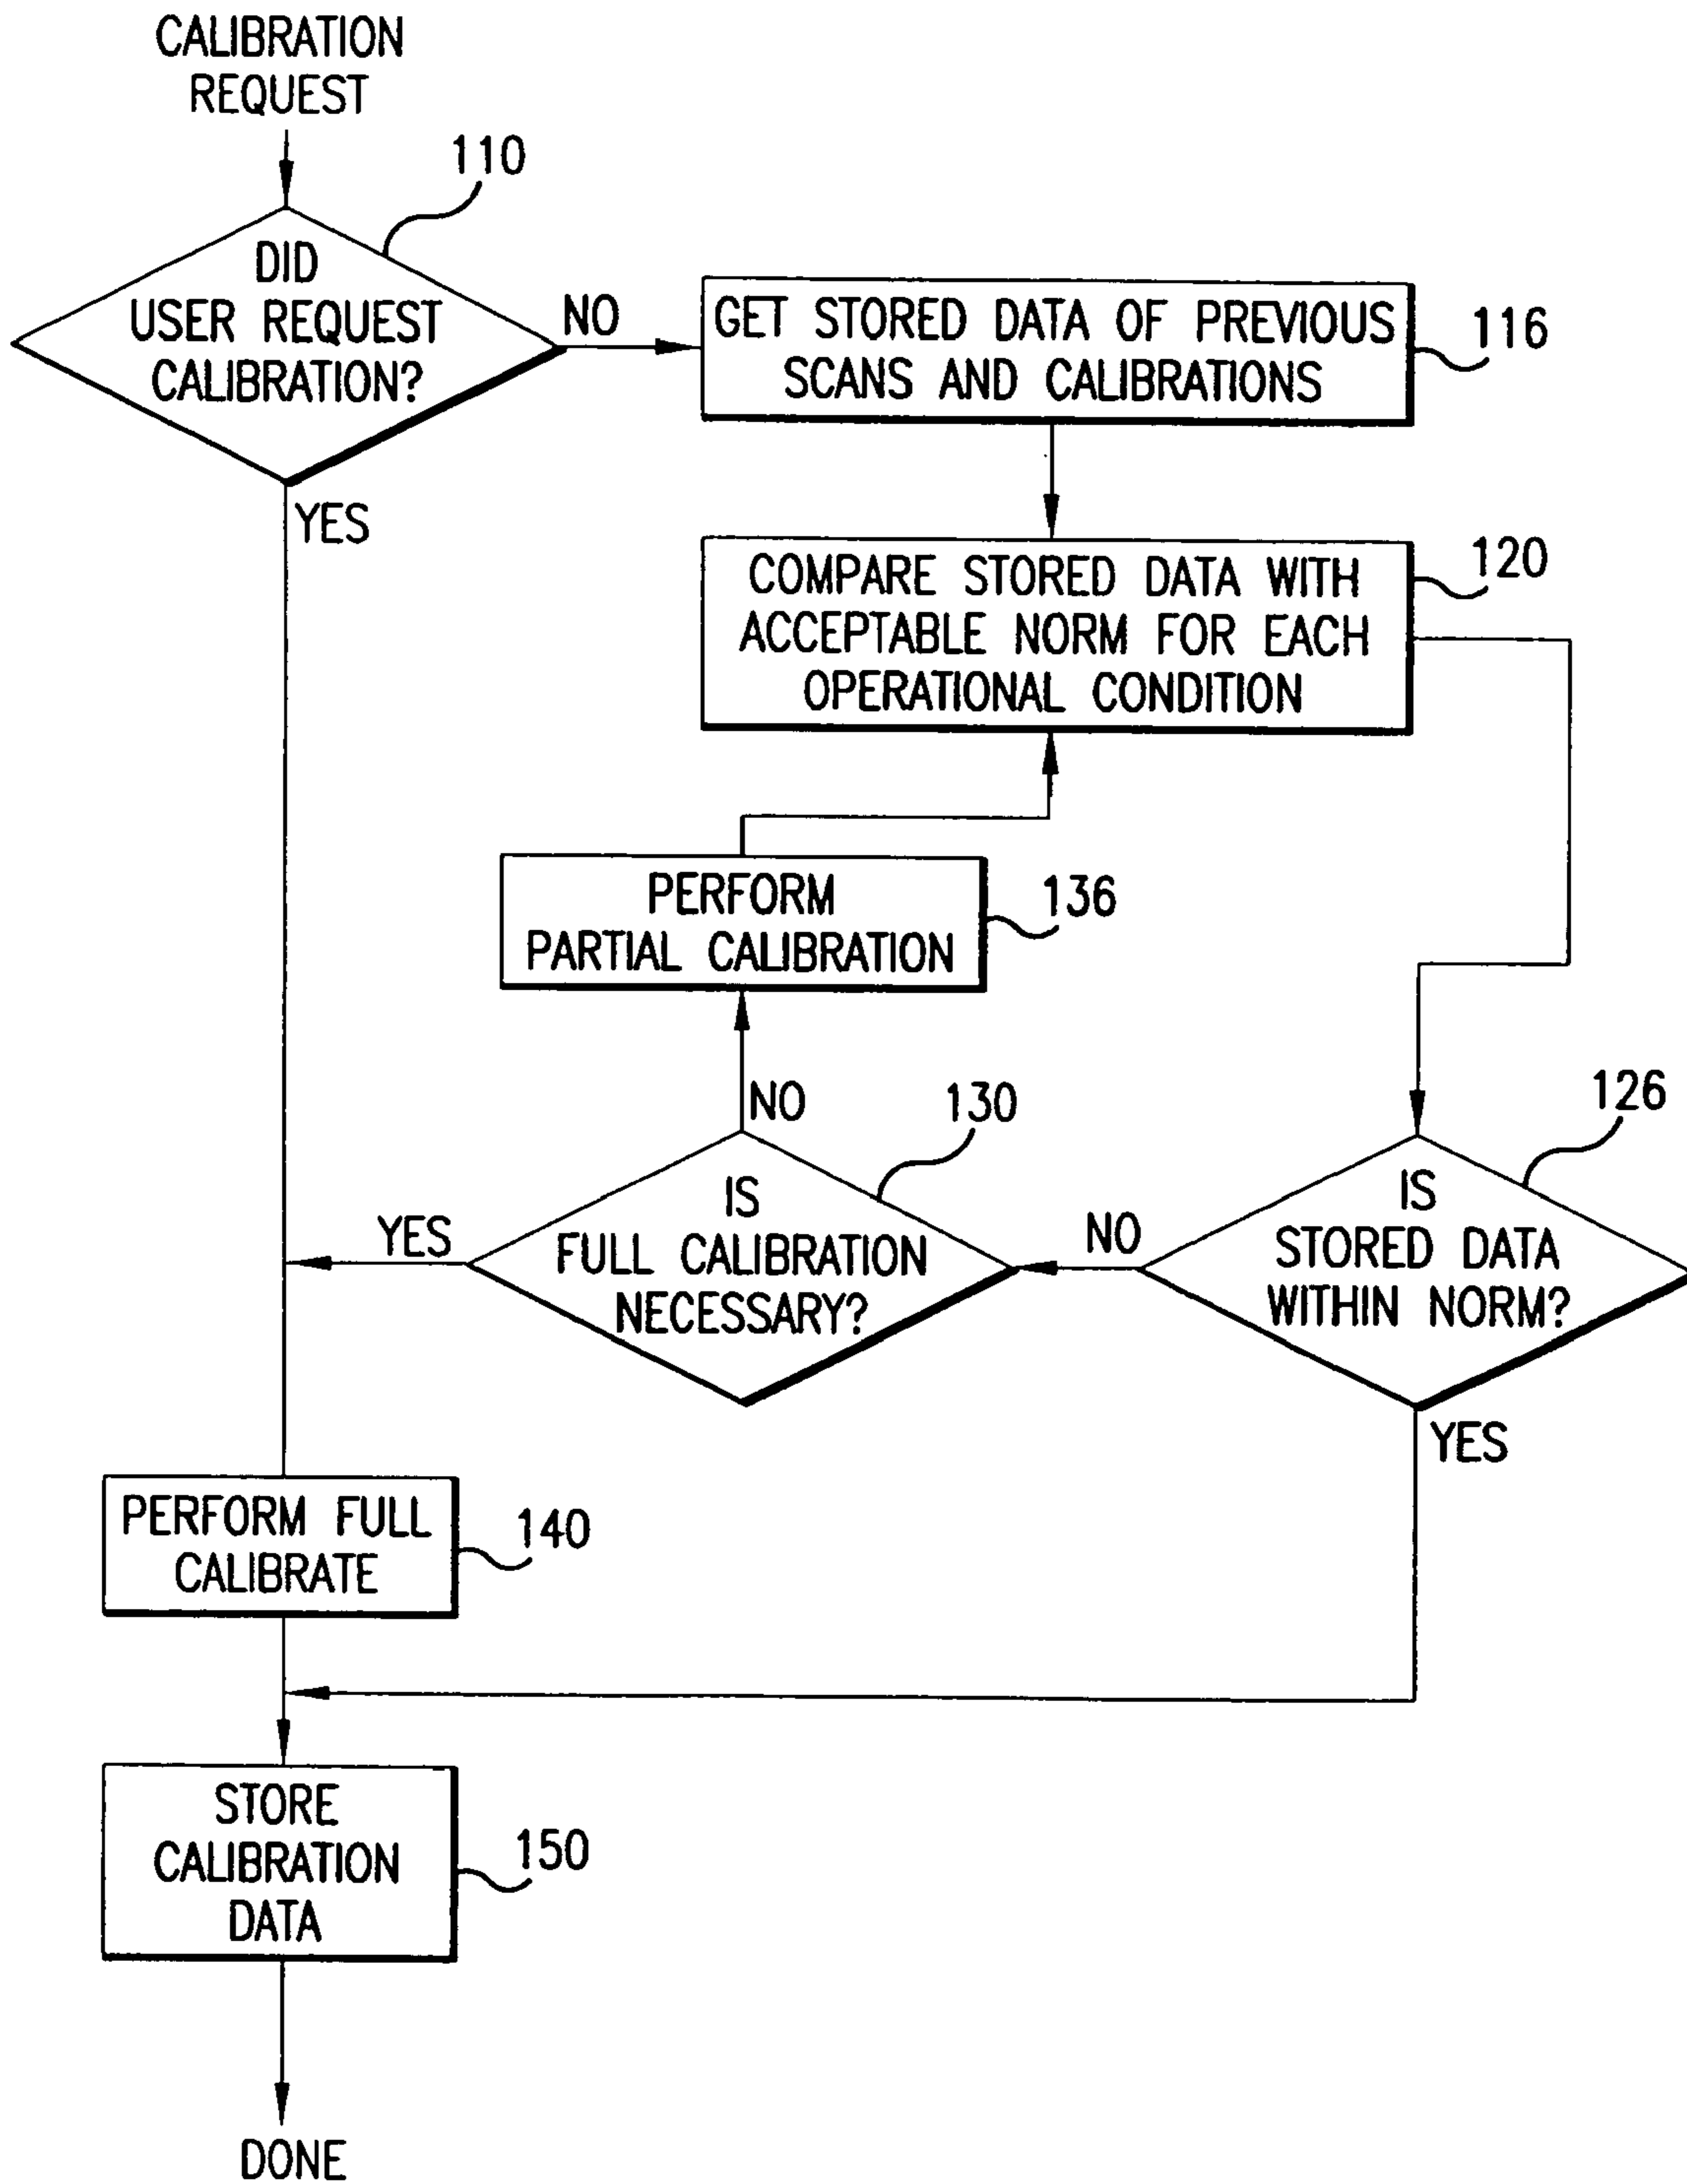 CALIBRATION
REQUEST
110
DID
USER REQUEST
CALIBRATION?
NO
GET STORED DATA OF PREVIOUS
SCANS AND CALIBRATIONS
116
YES
COMPARE STORED DATA WITH
ACCEPTABLE NORM FOR EACH
OPERATIONAL CONDITION
120
PERFORM
PARTIAL CALIBRATION
136
NO
130
126
IS
FULL CALIBRATION
NECESSARY?
YES
NO
IS
STORED DATA
WITHIN NORM?
YES
PERFORM FULL
CALIBRATE
140
STORE
CALIBRATION
DATA
150
DONE